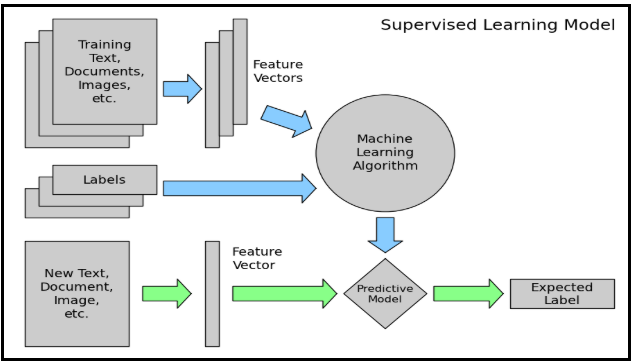 Supervised Learning Model
Training
Text,
Documents,
Images,
etc.
Feature
Vectors
Machine
Learning
Algorithm
Labels
New Text,
Document,
Image,
etc.
Feature
Vector
Predictive
Model
Expected
Label